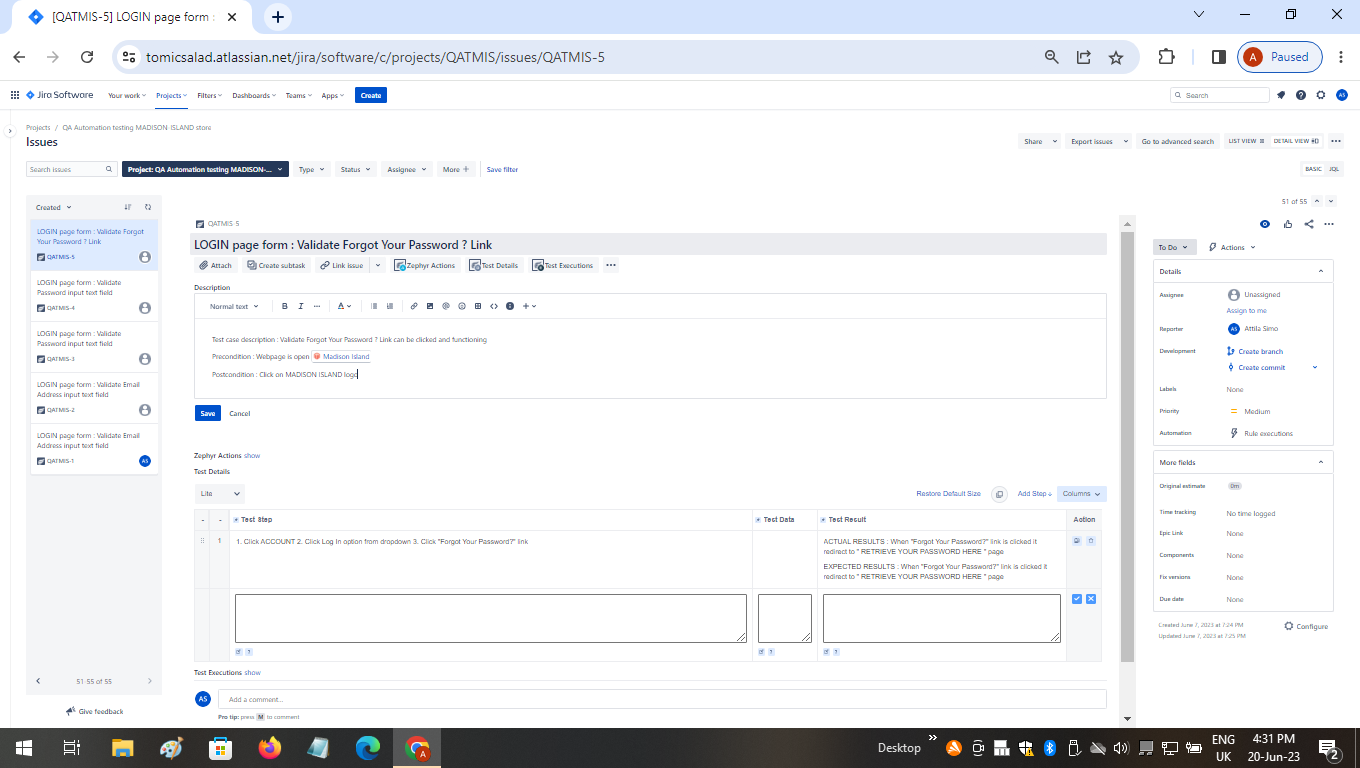 [QATMIS-5] LOGIN page form :
tomicsalad.atlassian.net/jira/software/c/projects/QATMIS/issues/QATMIS-5
A
Paused
Jira Software
Your work
Projects
Filters
Dashboards
Teams
Apps
Create
Search
AS
Projects / QA Automation testing MADISON ISLAND store
Issues
Share
Export issues
Go to advanced search
LIST VIEW
DETAIL VIEW
Search issues
Project: QA Automation testing MADISON-...
Type
Status
Assignee
More +
Save filter
BASIC
JQL
Created
51 of 55
LOGIN page form : Validate Forgot
Your Password ? Link
QATMIS-5
LOGIN page form : Validate
Password input text field
QATMIS-4
LOGIN page form : Validate
Password input text field
QATMIS-3
LOGIN page form : Validate Email
Address input text field
QATMIS-2
LOGIN page form : Validate Email
Address input text field
QATMIS-1
AS
51-55 of 55
Give feedback
QATMIS-5
LOGIN page form : Validate Forgot Your Password ? Link
Attach
Create subtask
Link issue
Zephyr Actions
Test Details
Test Executions
Description
Normal text
B
I
A
Test case description : Validate Forgot Your Password ? Link can be clicked and functioning
Precondition : Webpage is open Madison Island
Postcondition : Click on MADISON ISLAND logo
Save
Cancel
Zephyr Actions show
Test Details
Lite
Restore Default Size
Add Step
Columns
- - Test Step Test Data Test Result Action
1 1. Click ACCOUNT 2. Click Log In option from dropdown 3. Click "Forgot Your Password?" link
ACTUAL RESULTS : When "Forgot Your Password?" link is clicked it
redirect to " RETRIEVE YOUR PASSWORD HERE " page
EXPECTED RESULTS : When "Forgot Your Password?" link is clicked it
redirect to " RETRIEVE YOUR PASSWORD HERE " page
Test Executions show
AS
Add a comment...
Pro tip: press M to comment
To Do
Actions
Details
Assignee
Unassigned
Assign to me
Reporter
AS
Attila Simo
Development
Create branch
Create commit
Labels
None
Priority
Medium
Automation
Rule executions
More fields
Original estimate
0m
Time tracking
No time logged
Epic Link
None
Components
None
Fix versions
None
Due date
None
Created June 7, 2023 at 7:24 PM
Updated June 7, 2023 at 7:25 PM
Configure
Desktop
ENG
UK
4:31 PM
20-Jun-23
2